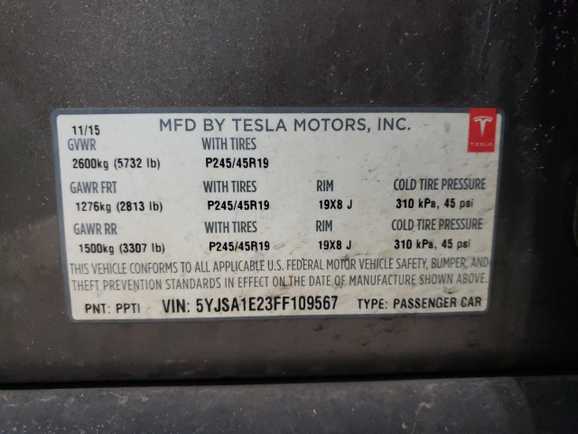 11/15 MFD BY TESLA MOTORS, INC.
GVWR WITH TIRES
2600kg (5732 lb) P245/45R19
TESLA
GAWR FRT WITH TIRES RIM COLD TIRE PRESSURE
1276kg (2813 lb) P245/45R19 19X8 J 310 kPa, 45 psi
GAWR RR WITH TIRES RIM COLD TIRE PRESSURE
1500kg (3307 lb) P245/45R19 19X8 J 310 kPa, 45 psi
THIS VEHICLE CONFORMS TO ALL APPLICABLE U.S. FEDERAL MOTOR VEHICLE SAFETY, BUMPER, AND
THEFT PREVENTION STANDARDS IN EFFECT ON THE DATE OF MANUFACTURE SHOWN ABOVE.
PNT: PPTI VIN: 5YJSA1E23FF109567 TYPE: PASSENGER CAR